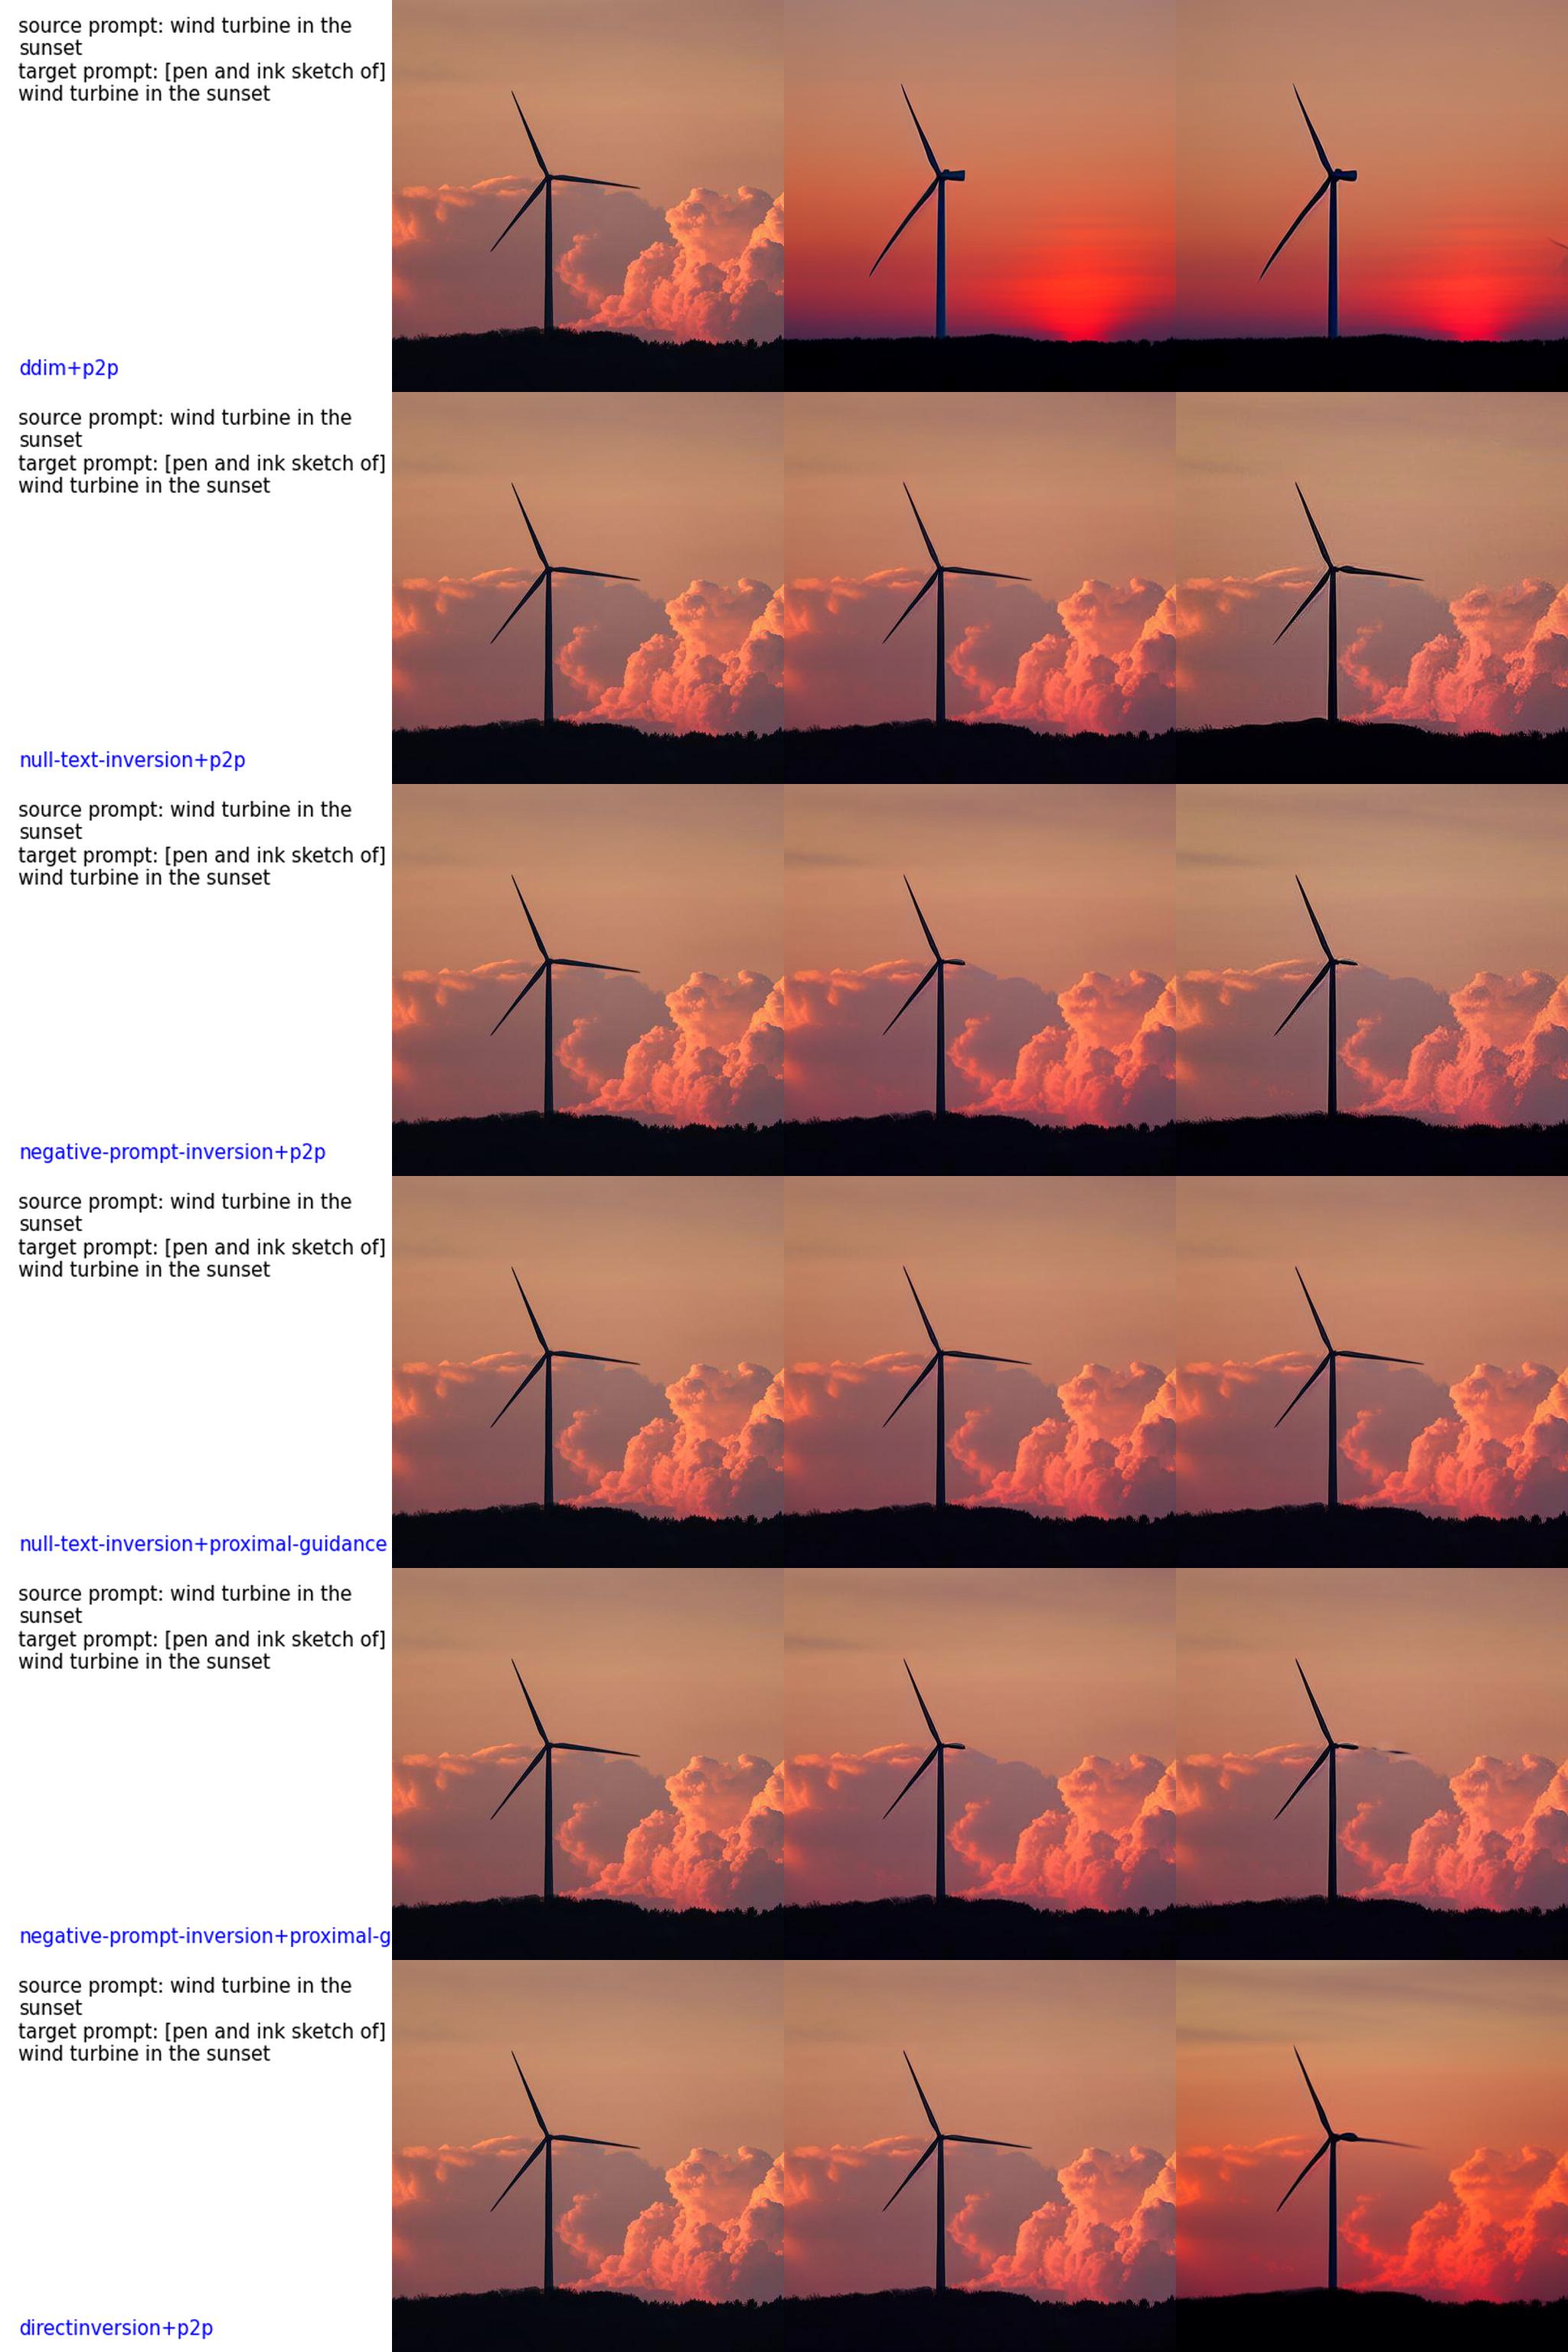 source prompt: wind turbine in the
sunset
target prompt: [pen and ink sketch of]
wind turbine in the sunset
ddim+p2p
source prompt: wind turbine in the
sunset
target prompt: [pen and ink sketch of]
wind turbine in the sunset
null-text-inversion+p2p
source prompt: wind turbine in the
sunset
target prompt: [pen and ink sketch of]
wind turbine in the sunset
negative-prompt-inversion+p2p
source prompt: wind turbine in the
sunset
target prompt: [pen and ink sketch of]
wind turbine in the sunset
null-text-inversion+proximal-guidance
source prompt: wind turbine in the
sunset
target prompt: [pen and ink sketch of]
wind turbine in the sunset
negative-prompt-inversion+proximal-g
source prompt: wind turbine in the
sunset
target prompt: [pen and ink sketch of]
wind turbine in the sunset
directinversion+p2p